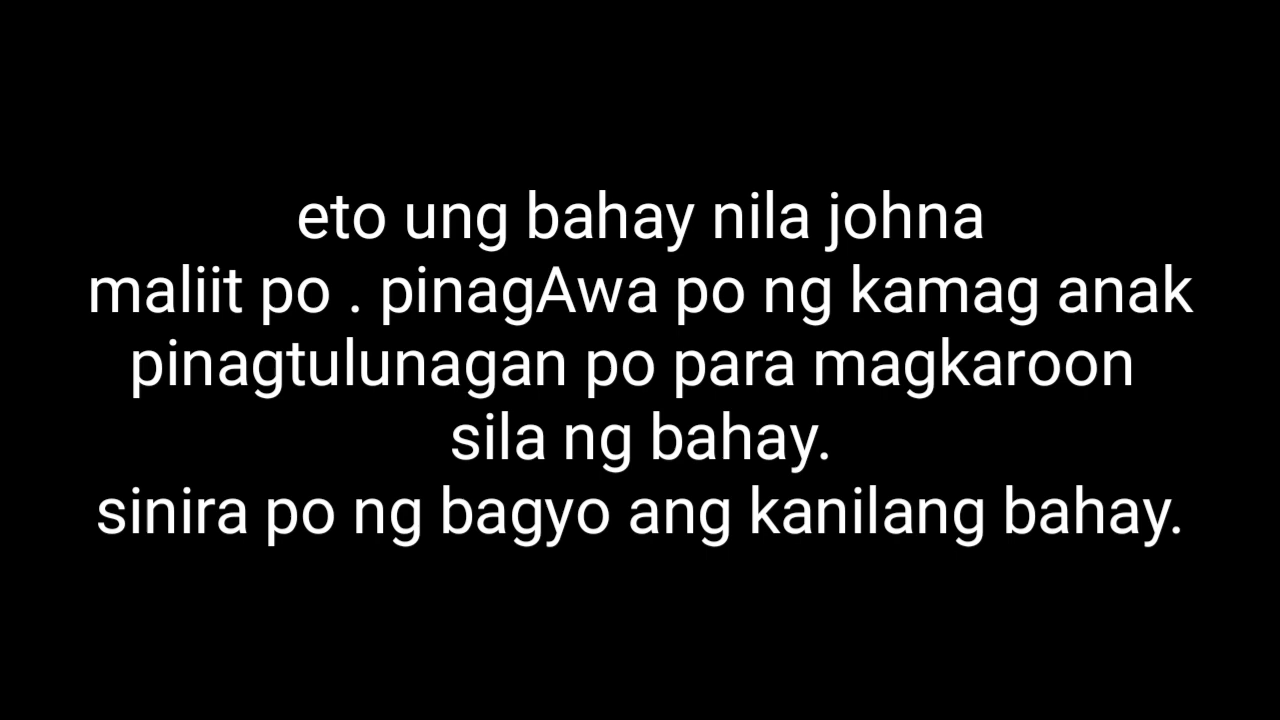 eto ung bahay nila johna
maliit po . pinagAwa po ng kamag anak
pinagtulunagan po para magkaroon
sila ng bahay.
sinira po ng bagyo ang kanilang bahay.